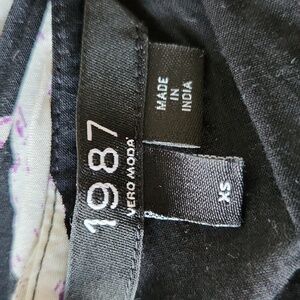 1987
VERO MODA
MADE
IN
INDIA
XS